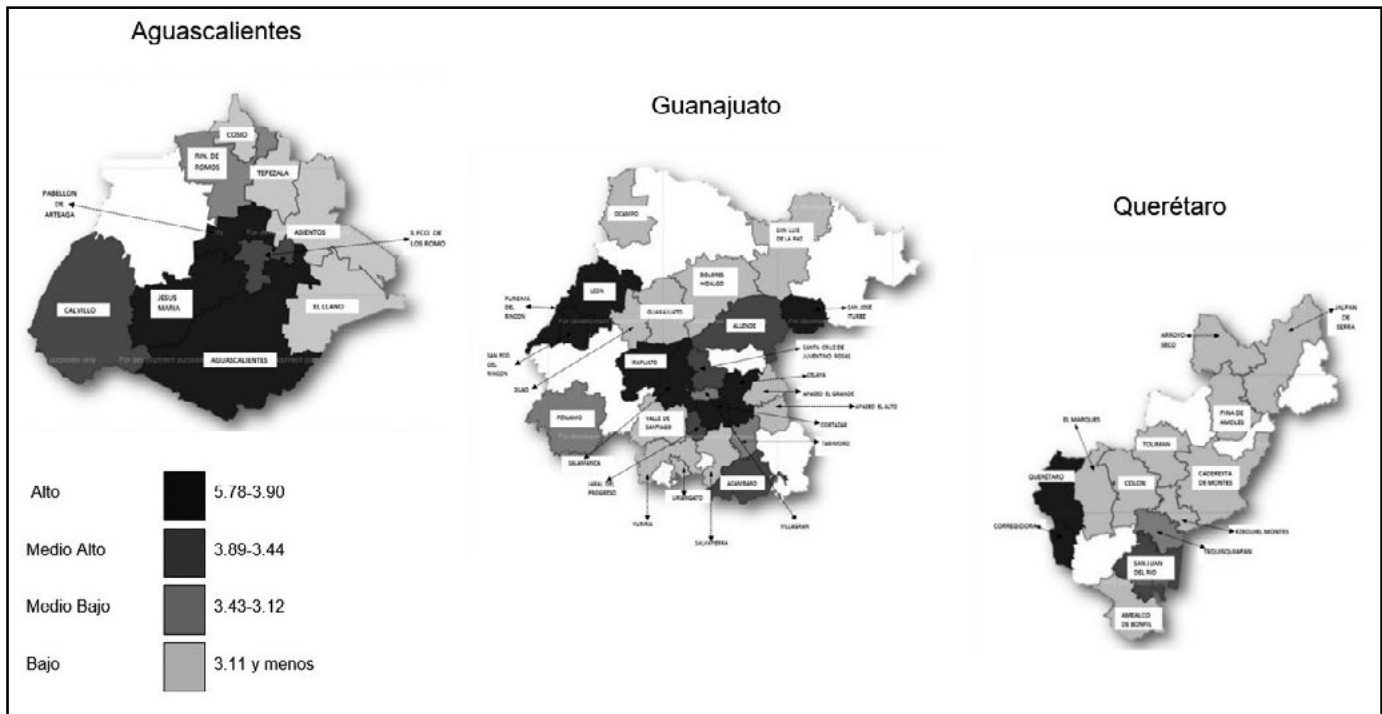 Aguascalientes
COSIO
RIN. DE
ROMOS
TEPEZALA
PABELLON
DE
ARTEAGA
ASIENTOS
S.FCO. DE
LOS ROMO
CALVILLO
JESUS
MARIA
EL LLANO
AGUASCALIENTES
Alto 5.78-3.90
Medio Alto 3.89-3.44
Medio Bajo 3.43-3.12
Bajo 3.11 y menos
Guanajuato
OCAMPO
SAN LUIS
DE LA PAZ
DOLORES
HIDALGO
LEON
PURISIMA
DEL
RINCON
GUANAJUATO
ALLENDE
SAN JOSE
ITURBE
SAN FCO
DEL
RINCON
SILAO
IRAPUATO
SANTA CRUZ DE
JUVENTINO ROSAS
CELAYA
APASEO EL GRANDE
APASEO EL ALTO
PENJAMO
VALLE DE
SANTIAGO
CORTAZAR
TARIMORO
SALAMANCA
JARAL DEL
PROGRESO
ACAMBARO
YURIRIA
URIANGATO
SALVATIERRA
VILLAGRAN
Querétaro
JALPAN
DE
SERRA
ARROYO
SECO
PINA DE
AMOLES
EL MARQUES
TOLIMAN
CADEREYTA
DE MONTES
QUERETARO
COLON
CORREGIDORA
EZEQUIEL MONTES
TEQUISQUIAPAN
SAN JUAN
DEL RIO
AMEALCO
DE BONFIL